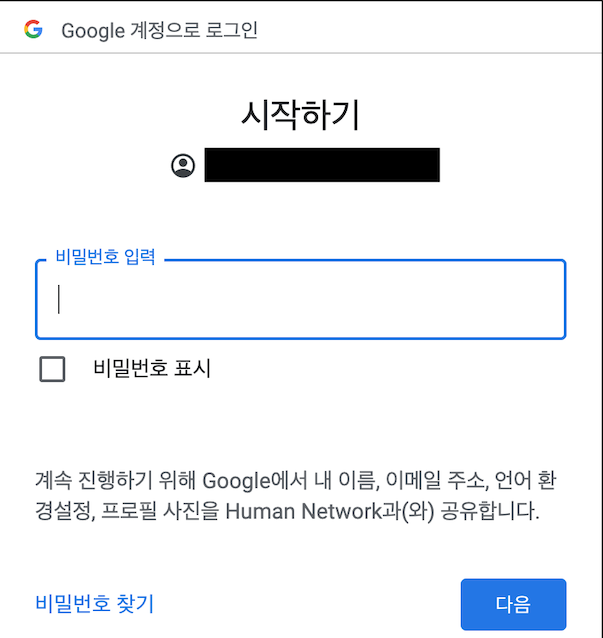 Google 계정으로 로그인
시작하기
비밀번호 입력
비밀번호 표시
계속 진행하기 위해 Google에서 내 이름, 이메일 주소, 언어 환
경설정, 프로필 사진을 Human Network과(와) 공유합니다.
비밀번호 찾기
다음